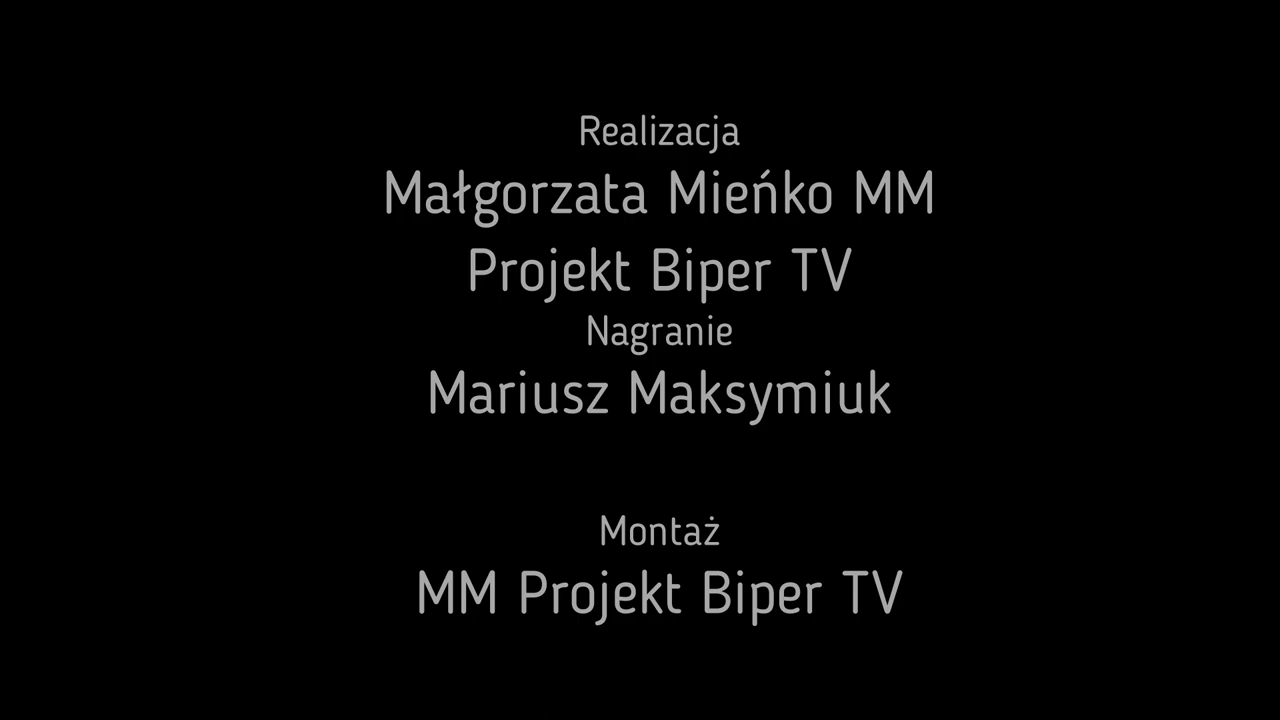 Realizacja
Małgorzata Mieńko MM
Projekt Biper TV
Nagranie
Mariusz Maksymiuk
Montaż
MM Projekt Biper TV